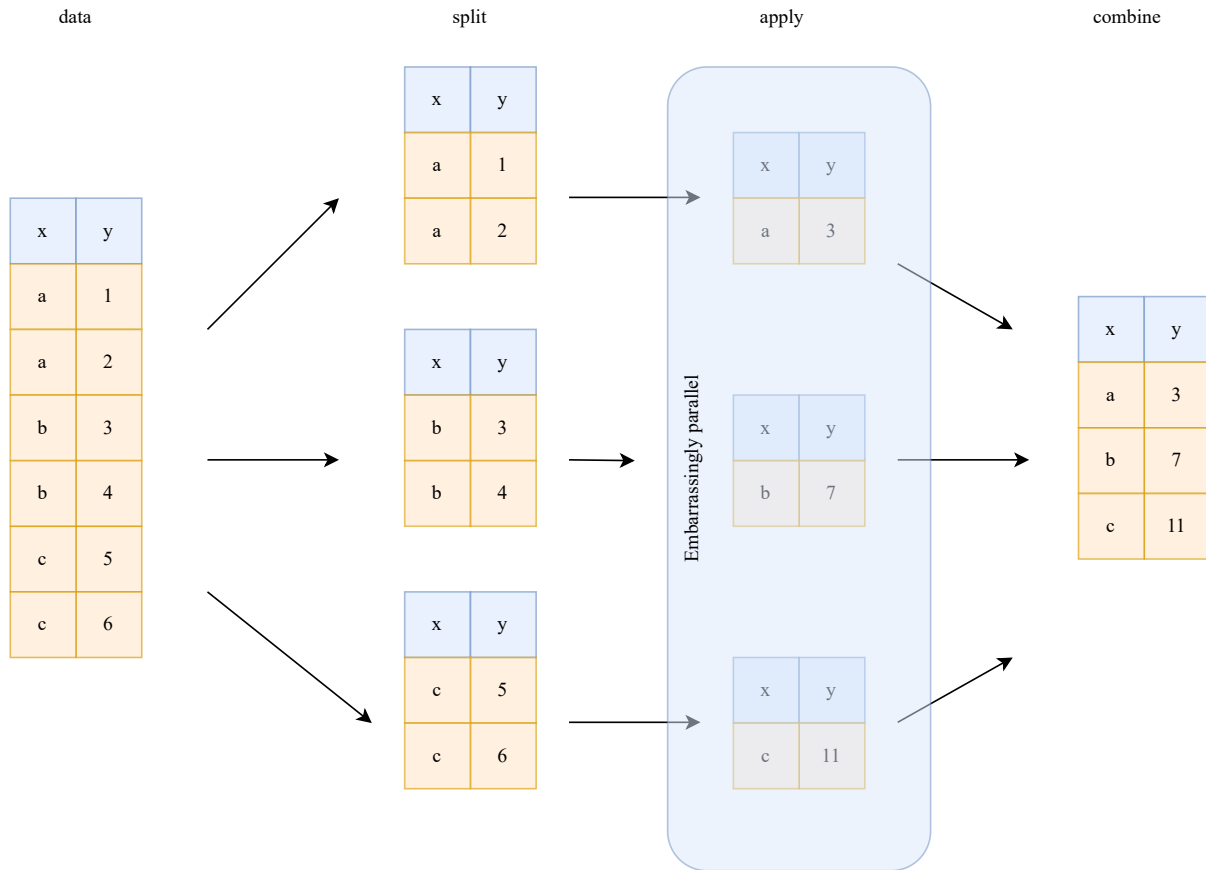 data split apply combine
x y
a 1
a 2
b 3
b 4
c 5
c 6
x y
a 1
a 2
x y
b 3
b 4
x y
c 5
c 6
Embarrassingly parallel
x y
a 3
x y
b 7
x y
c 11
x y
a 3
b 7
c 11